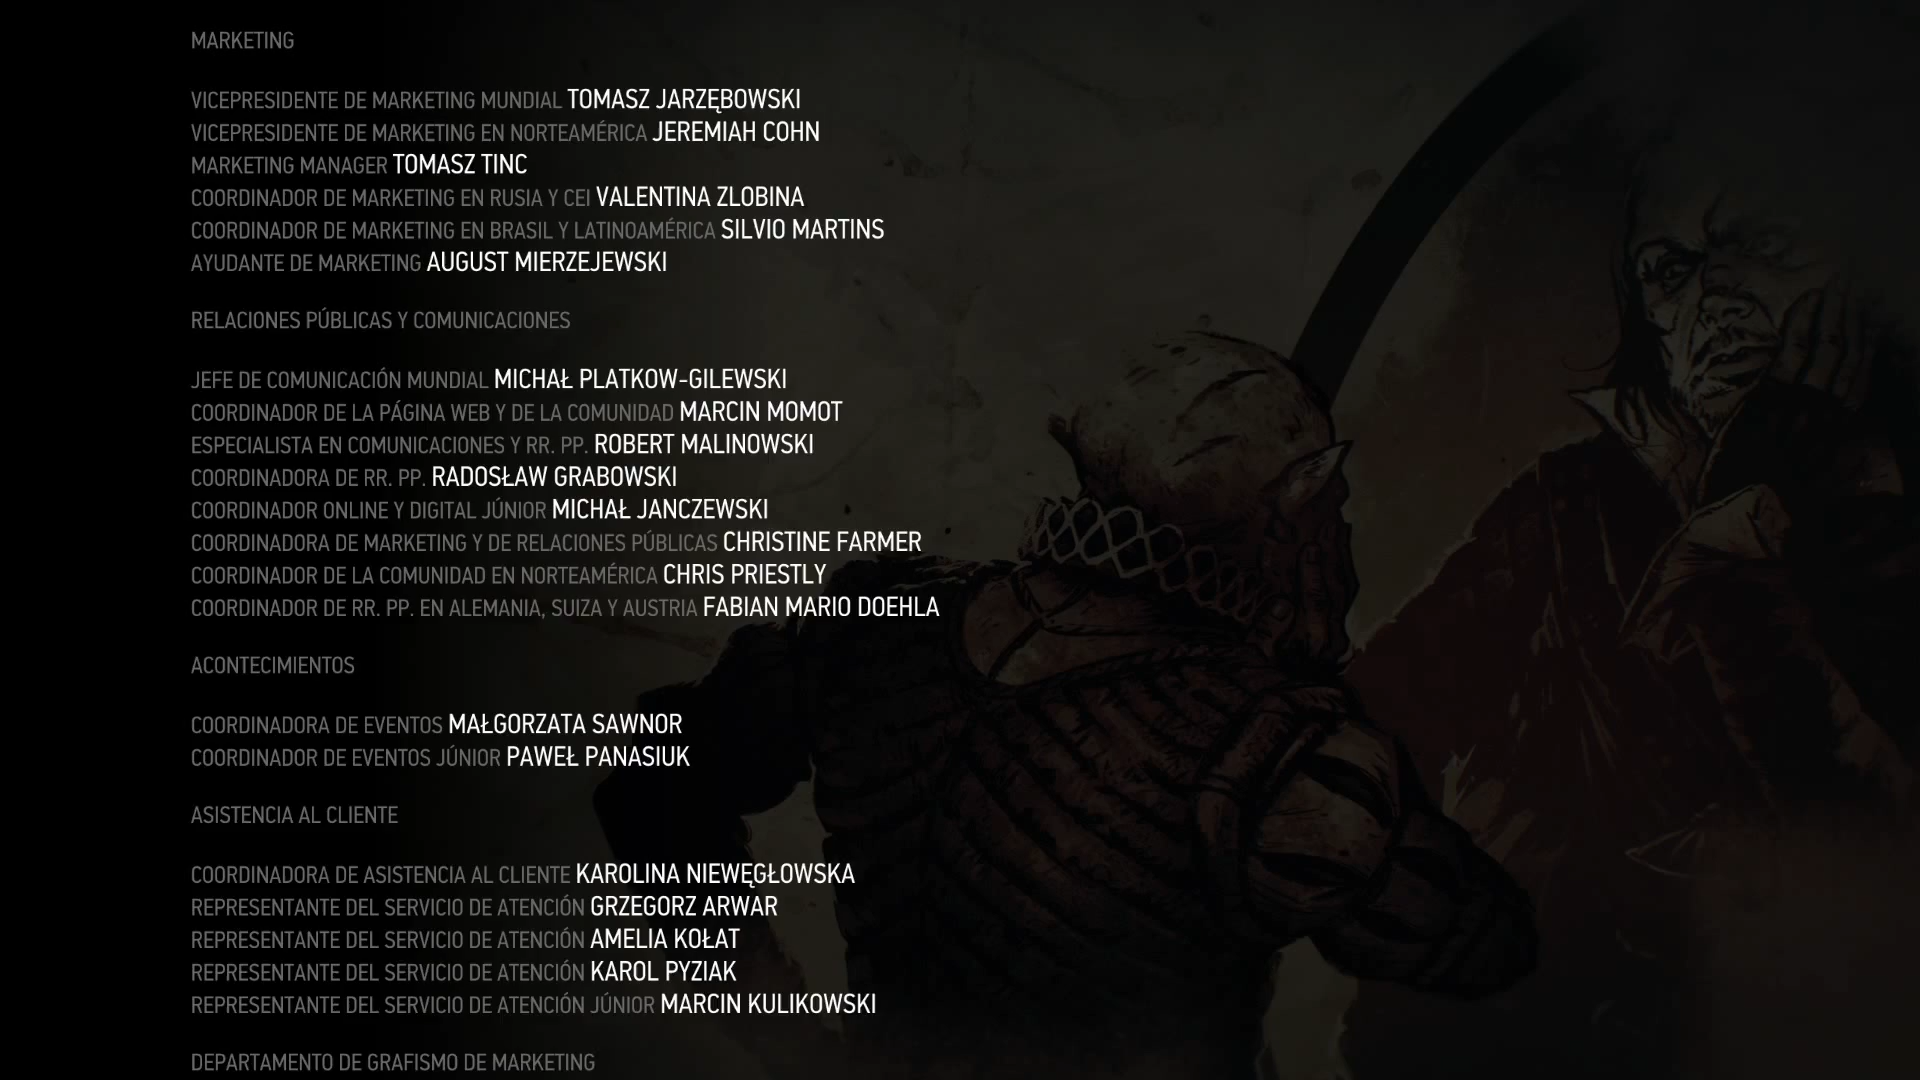 MARKETING
VICEPRESIDENTE DE MARKETING MUNDIAL TOMASZ JARZĘBOWSKI
VICEPRESIDENTE DE MARKETING EN NORTEAMÉRICA JEREMIAH COHN
MARKETING MANAGER TOMASZ TINC
COORDINADOR DE MARKETING EN RUSIA Y CEI VALENTINA ZLOBINA
COORDINADOR DE MARKETING EN BRASIL Y LATINOAMÉRICA SILVIO MARTINS
AYUDANTE DE MARKETING AUGUST MIERZEJEWSKI
RELACIONES PÚBLICAS Y COMUNICACIONES
JEFE DE COMUNICACIÓN MUNDIAL MICHAŁ PLATKOW-GILEWSKI
COORDINADOR DE LA PÁGINA WEB Y DE LA COMUNIDAD MARCIN MOMOT
ESPECIALISTA EN COMUNICACIONES Y RR. PP. ROBERT MALINOWSKI
COORDINADORA DE RR. PP. RADOSŁAW GRABOWSKI
COORDINADOR ONLINE Y DIGITAL JÚNIOR MICHAŁ JANCZEWSKI
COORDINADORA DE MARKETING Y DE RELACIONES PÚBLICAS CHRISTINE FARMER
COORDINADOR DE LA COMUNIDAD EN NORTEAMÉRICA CHRIS PRIESTLY
COORDINADOR DE RR. PP. EN ALEMANIA, SUIZA Y AUSTRIA FABIAN MARIO DOEHLA
ACONTECIMIENTOS
COORDINADORA DE EVENTOS MAŁGORZATA SAWNOR
COORDINADOR DE EVENTOS JÚNIOR PAWEŁ PANASIUK
ASISTENCIA AL CLIENTE
COORDINADORA DE ASISTENCIA AL CLIENTE KAROLINA NIEWĘGŁOWSKA
REPRESENTANTE DEL SERVICIO DE ATENCIÓN GRZEGORZ ARWAR
REPRESENTANTE DEL SERVICIO DE ATENCIÓN AMELIA KOŁAT
REPRESENTANTE DEL SERVICIO DE ATENCIÓN KAROL PYZIAK
REPRESENTANTE DEL SERVICIO DE ATENCIÓN JÚNIOR MARCIN KULIKOWSKI
DEPARTAMENTO DE GRAFISMO DE MARKETING